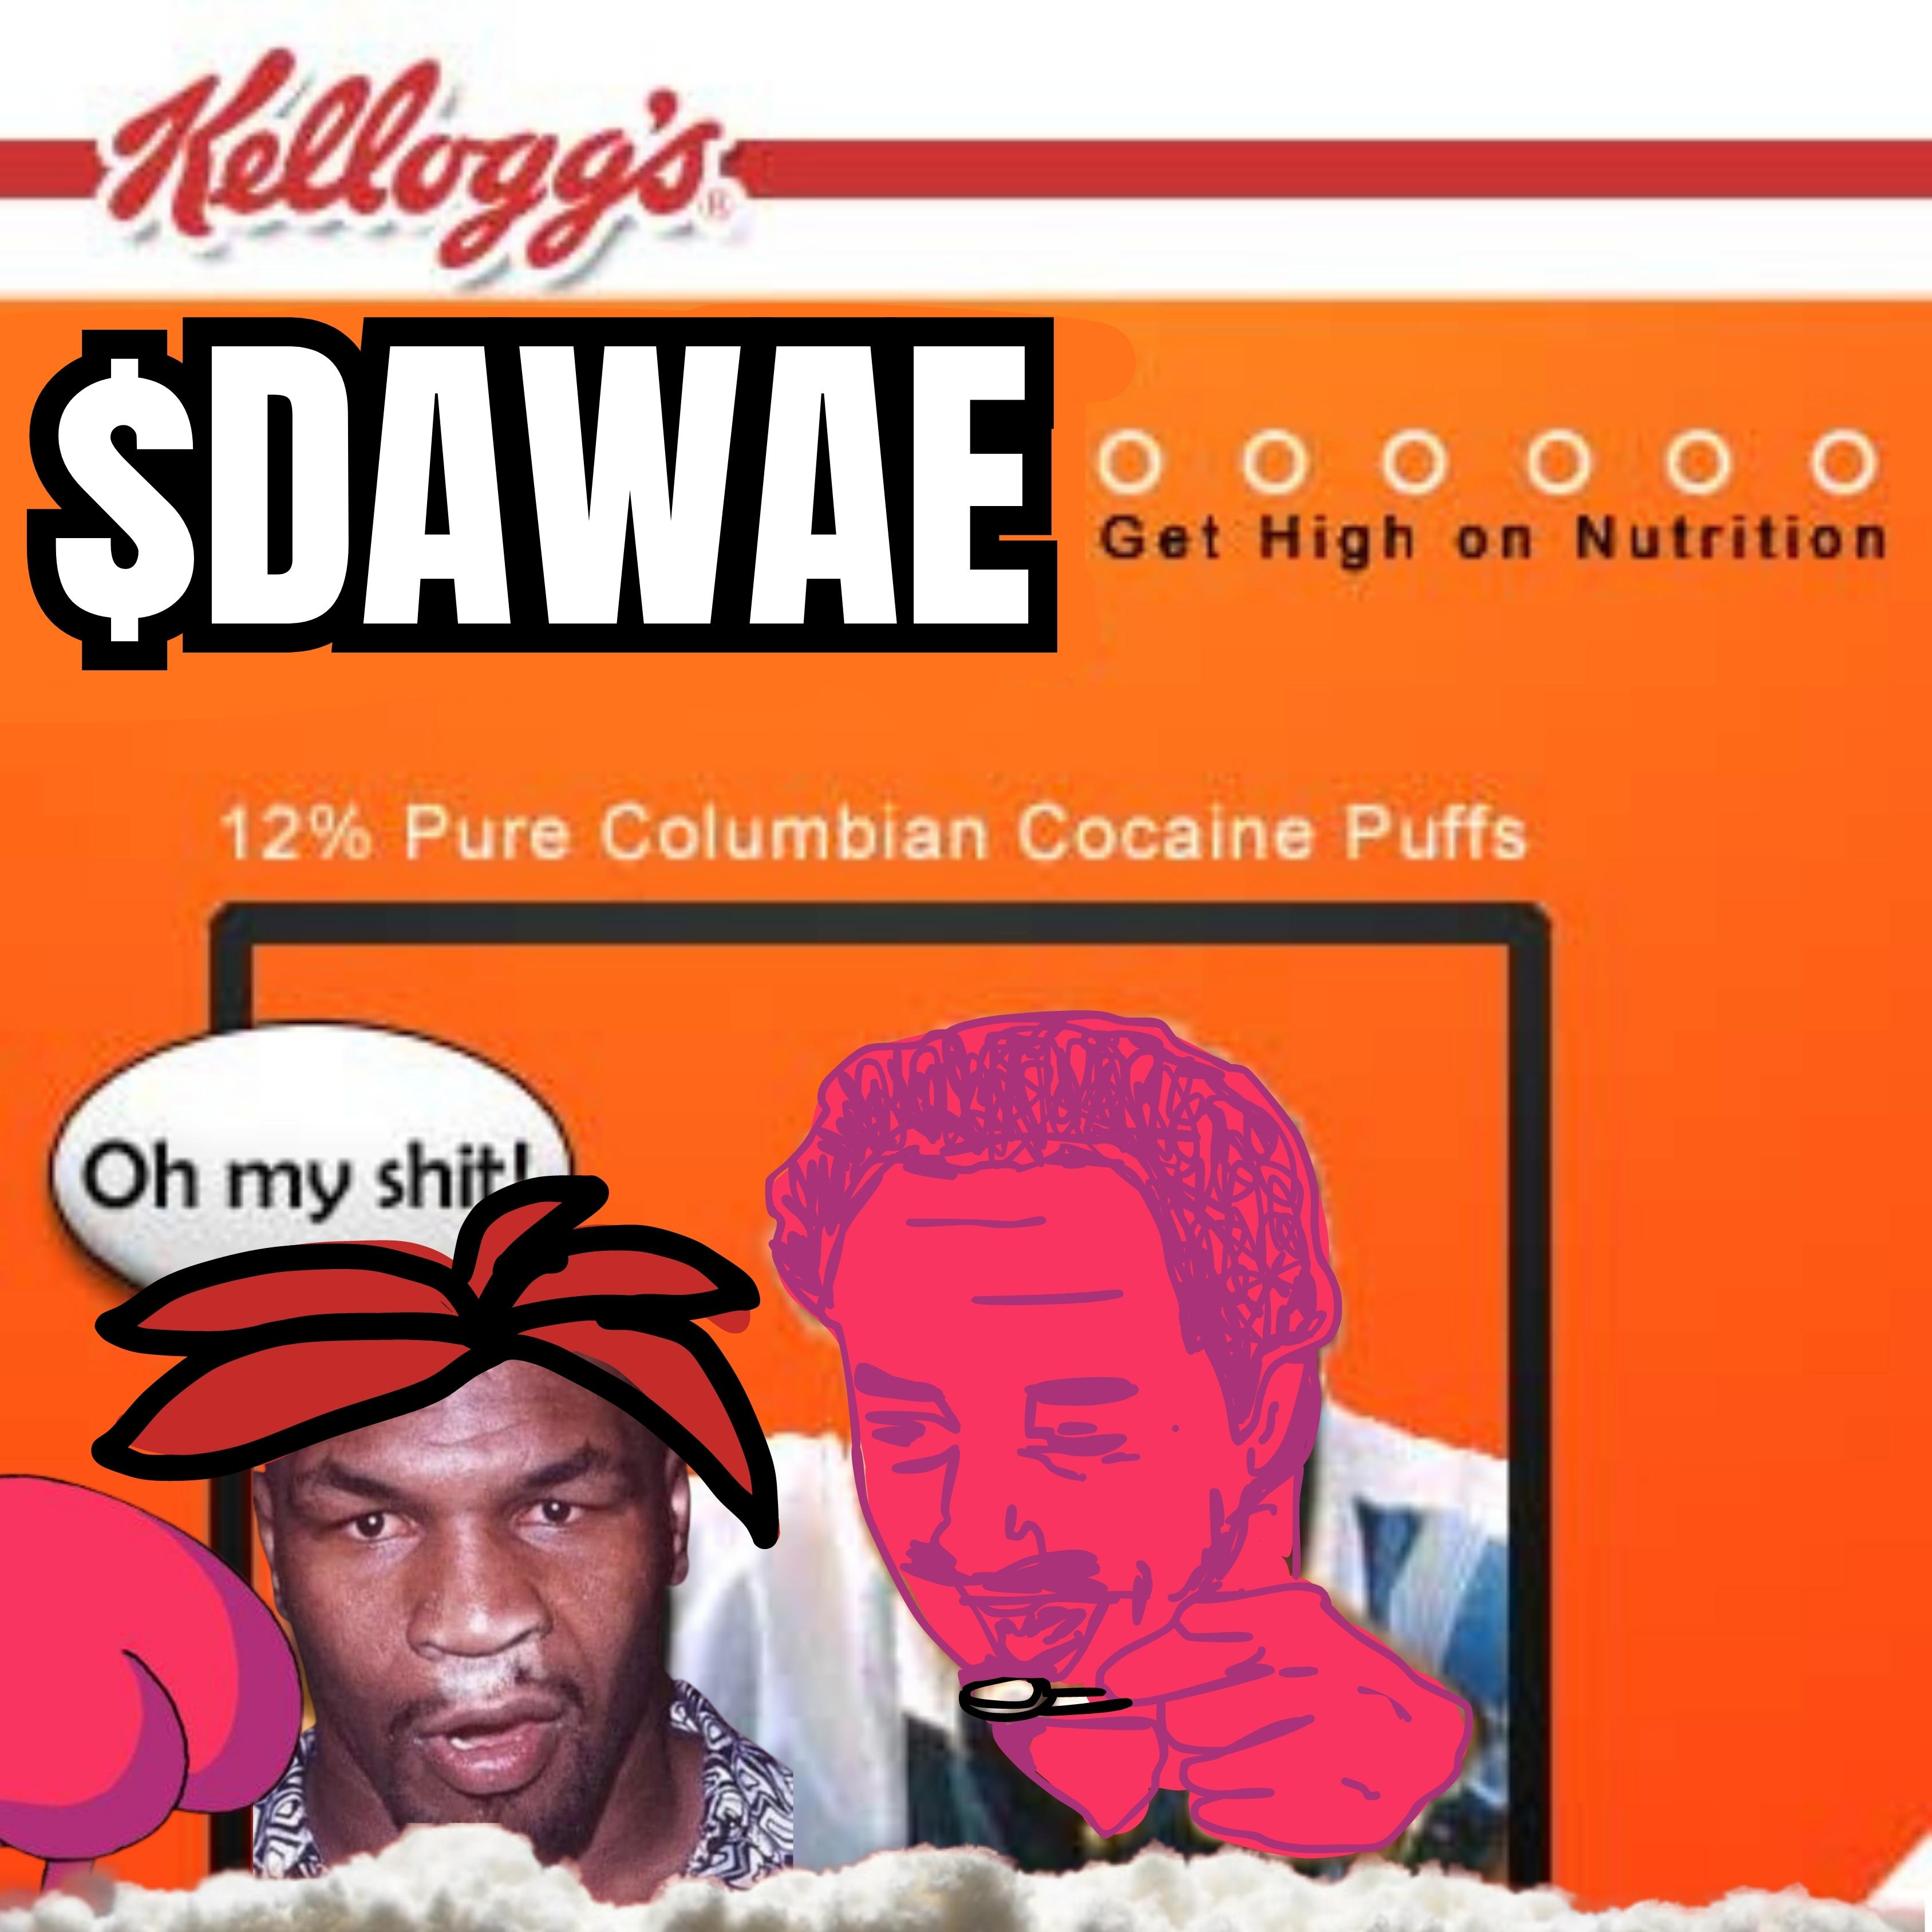 Kellogg's®
$DAWAE
Get High on Nutrition
12% Pure Columbian Cocaine Puffs
Oh my shit!